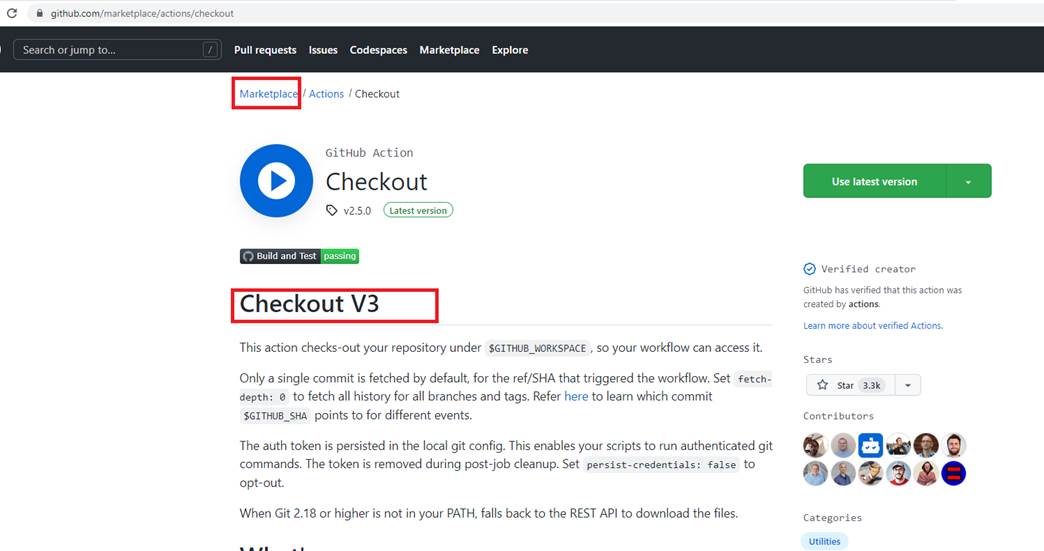 github.com/marketplace/actions/checkout
Search or jump to...
/
Pull requests Issues Codespaces Marketplace Explore
Marketplace / Actions / Checkout
GitHub Action
Checkout
v2.5.0 Latest version
Use latest version
Build and Test passing
Checkout V3
This action checks-out your repository under $GITHUB_WORKSPACE, so your workflow can access it.
Only a single commit is fetched by default, for the ref/SHA that triggered the workflow. Set fetch-
depth: 0 to fetch all history for all branches and tags. Refer here to learn which commit
$GITHUB_SHA points to for different events.
The auth token is persisted in the local git config. This enables your scripts to run authenticated git
commands. The token is removed during post-job cleanup. Set persist-credentials: false to
opt-out.
When Git 2.18 or higher is not in your PATH, falls back to the REST API to download the files.
Verified creator
GitHub has verified that this action was
created by actions.
Learn more about verified Actions.
Stars
Star 3.3k
Contributors
Categories
Utilities